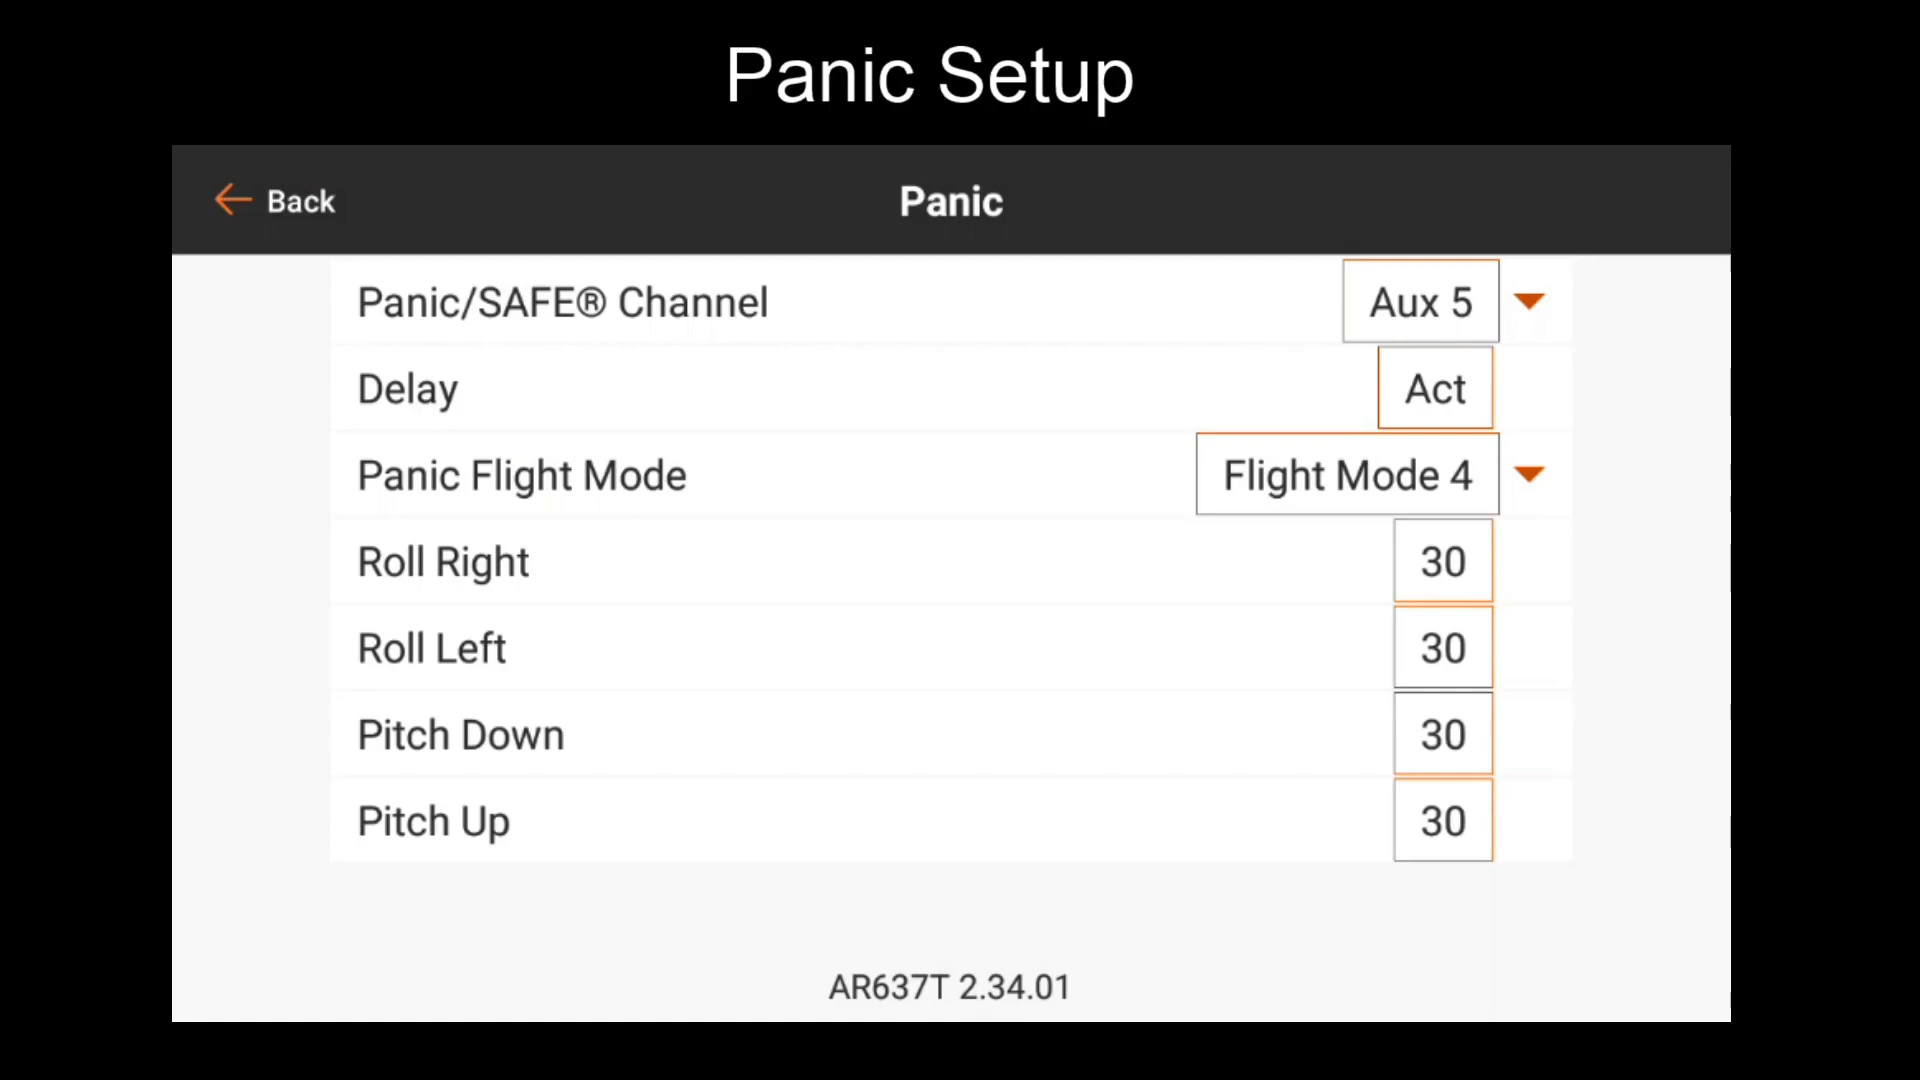 Panic Setup
Back
Panic
Panic/SAFE® Channel Aux 5
Delay Act
Panic Flight Mode Flight Mode 4
Roll Right 30
Roll Left 30
Pitch Down 30
Pitch Up 30
AR637T 2.34.01